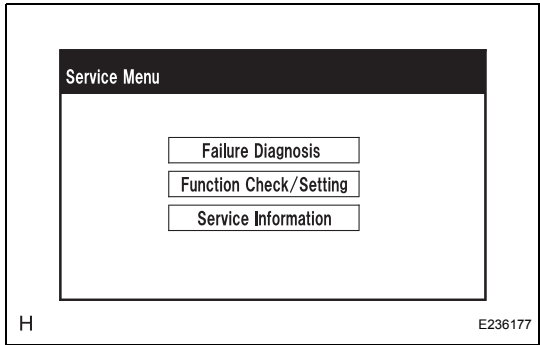 Service Menu
Failure Diagnosis
Function Check/Setting
Service Information
H
E236177